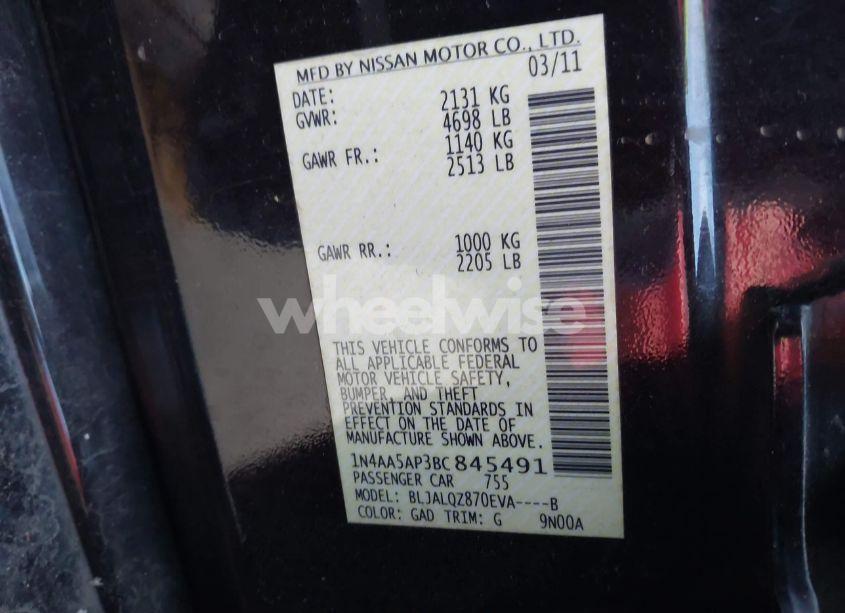 MFD BY NISSAN MOTOR CO., LTD.
DATE: 03/11
GVWR: 2131 KG
4698 LB
GAWR FR.: 1140 KG
2513 LB
GAWR RR.: 1000 KG
2205 LB
wheelwise
THIS VEHICLE CONFORMS TO
ALL APPLICABLE FEDERAL
MOTOR VEHICLE SAFETY,
BUMPER, AND THEFT
PREVENTION STANDARDS IN
EFFECT ON THE DATE OF
MANUFACTURE SHOWN ABOVE.
1N4AA5AP3BC845491
PASSENGER CAR 755
MODEL: BLJALQZ870EVA----B
COLOR: GAD TRIM: G 9N00A